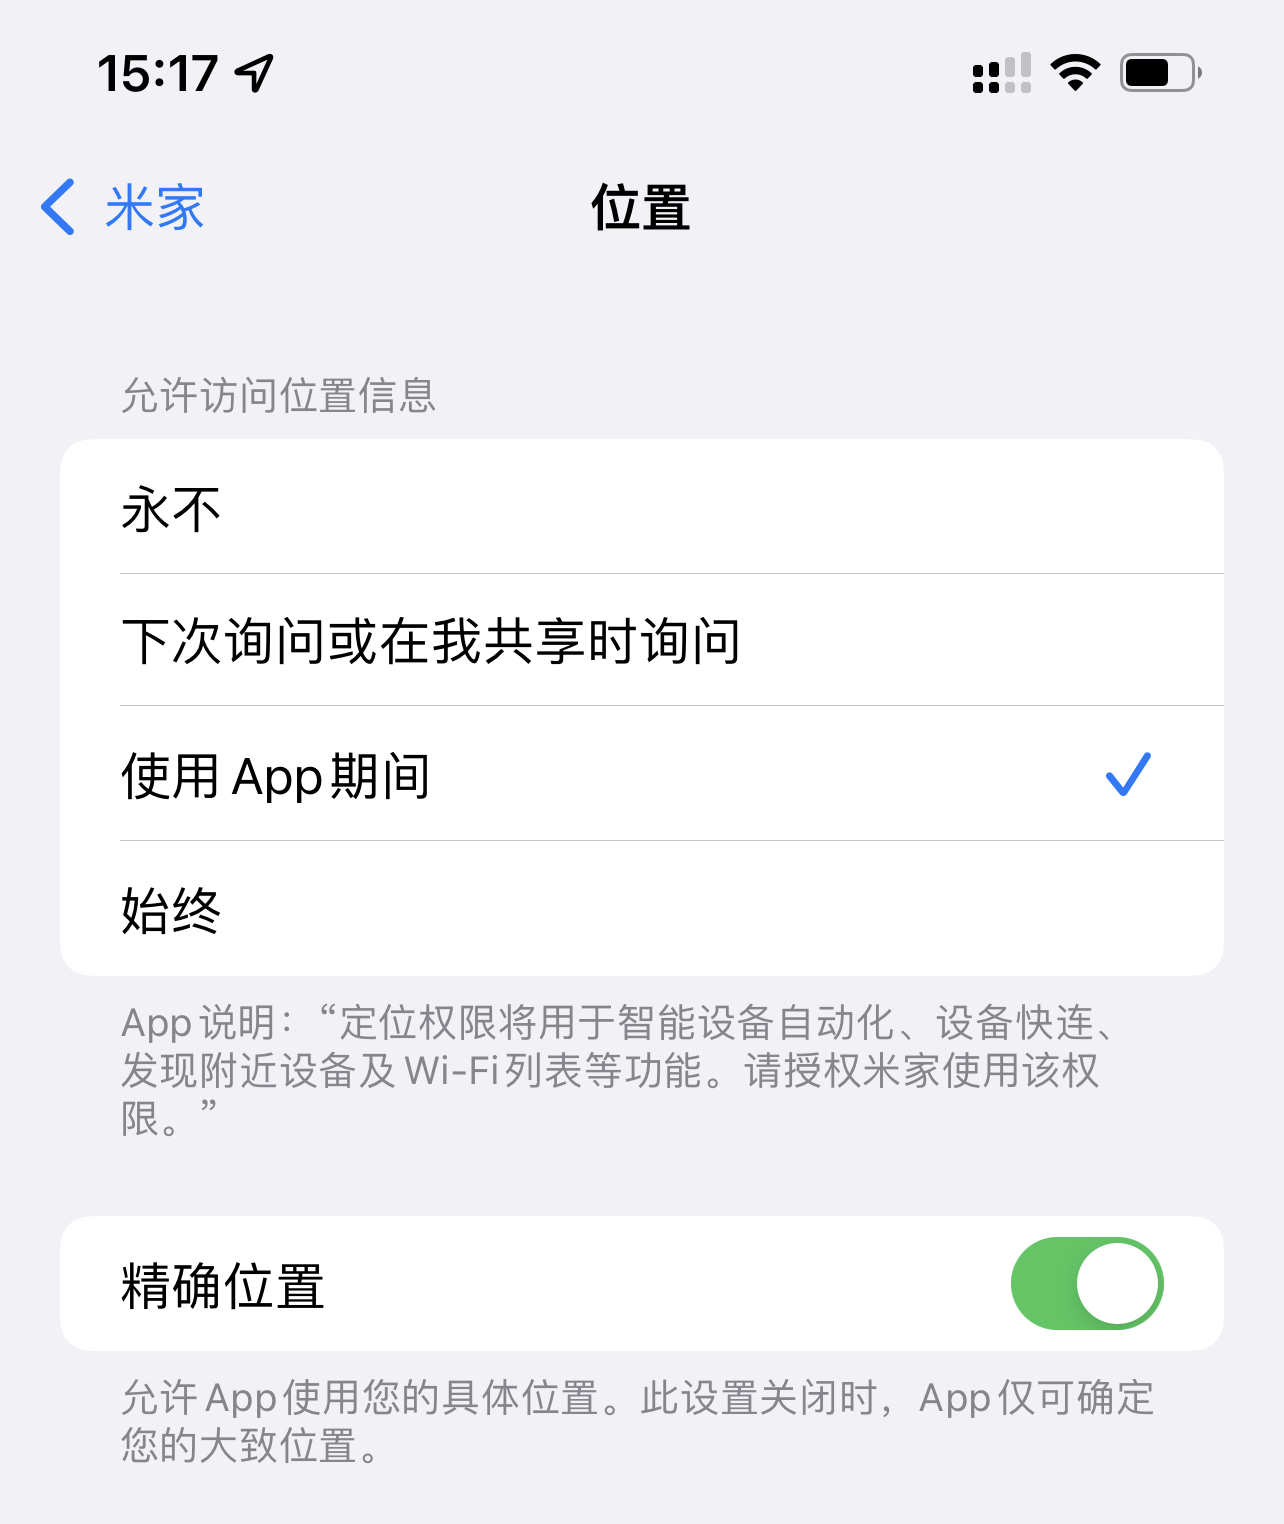 15:17
米家
位置
允许访问位置信息
永不
下次询问或在我共享时询问
使用 App 期间
始终
App 说明：“定位权限将用于智能设备自动化、设备快连、
发现附近设备及 Wi-Fi 列表等功能。请授权米家使用该权
限。”
精确位置
允许 App 使用您的具体位置。此设置关闭时，App 仅可确定
您的大致位置。